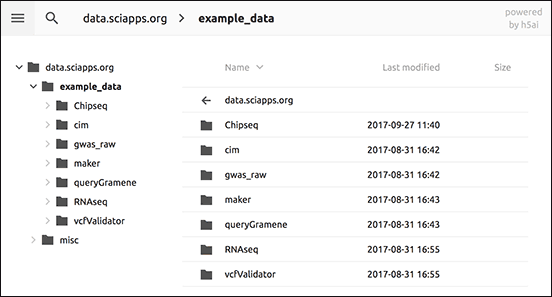 data.sciapps.org > example_data
powered
by h5ai
data.sciapps.org
example_data
Chipseq
cim
gwas_raw
maker
queryGramene
RNAseq
vcfValidator
misc
Name Last modified Size
data.sciapps.org
Chipseq 2017-09-27 11:40
cim 2017-08-31 16:42
gwas_raw 2017-08-31 16:42
maker 2017-08-31 16:43
queryGramene 2017-08-31 16:43
RNAseq 2017-08-31 16:55
vcfValidator 2017-08-31 16:55